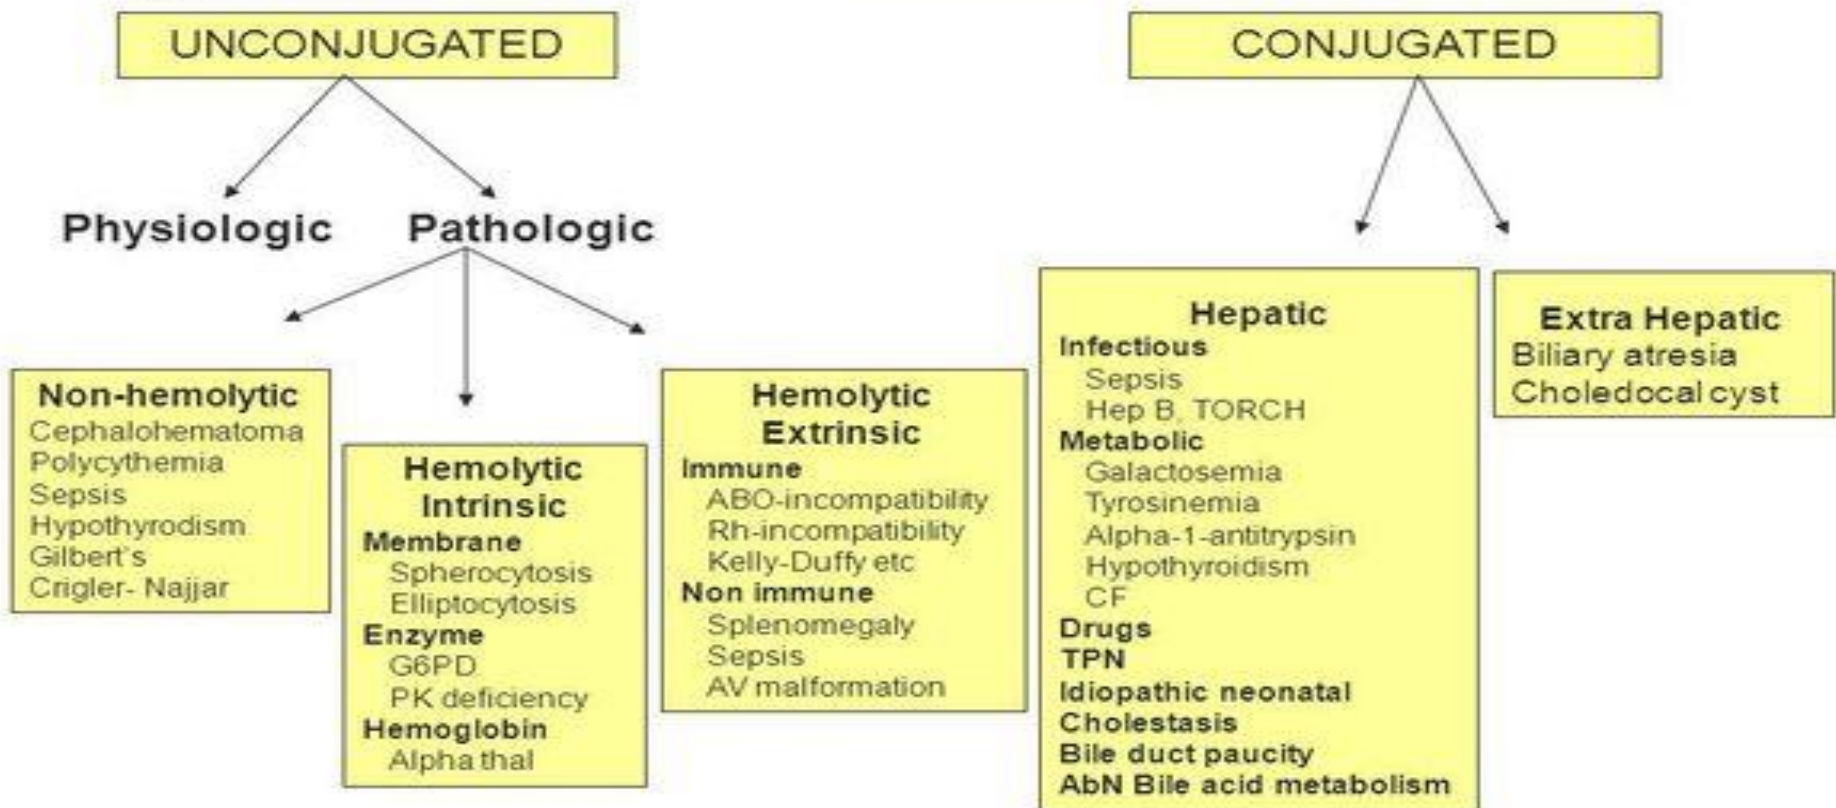 UNCONJUGATED
CONJUGATED
Physiologic
Pathologic
Non-hemolytic
Cephalohematoma
Polycythemia
Sepsis
Hypothyrodism
Gilbert's
Crigler- Najjar
Hemolytic
Intrinsic
Membrane
Spherocytosis
Elliptocytosis
Enzyme
G6PD
PK deficiency
Hemoglobin
Alpha thal
Hemolytic
Extrinsic
Immune
ABO-incompatibility
Rh-incompatibility
Kelly-Duffy etc
Non immune
Splenomegaly
Sepsis
AV malformation
Hepatic
Infectious
Sepsis
Hep B, TORCH
Metabolic
Galactosemia
Tyrosinemia
Alpha-1-antitrypsin
Hypothyroidism
CF
Drugs
TPN
Idiopathic neonatal
Cholestasis
Bile duct paucity
AbN Bile acid metabolism
Extra Hepatic
Biliary atresia
Choledocal cyst